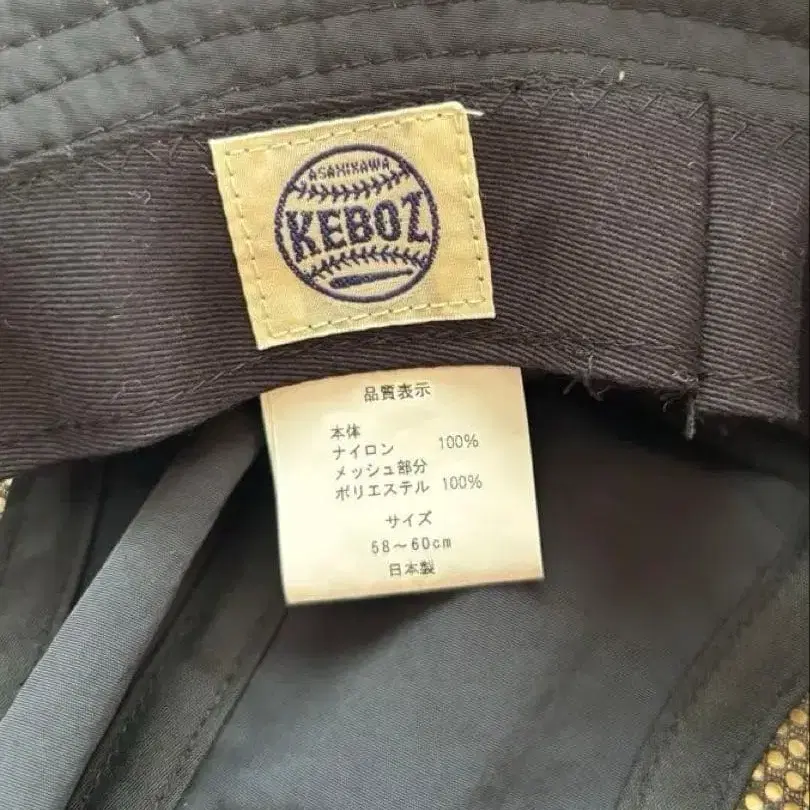 ASAHIKAWA
KEBOZ
品質表示
本体
ナイロン 100%
メッシュ部分
ポリエステル 100%
サイズ
58～60cm
日本製